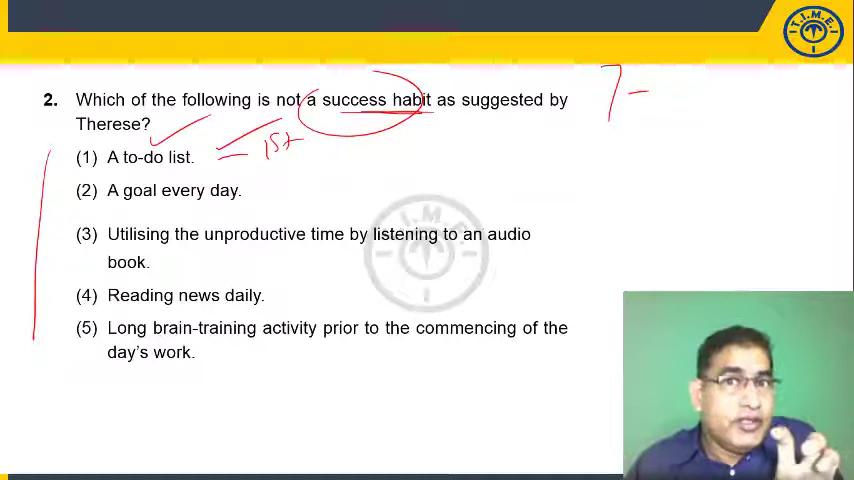 T.I.M.E.
2. Which of the following is not a success habit as suggested by
Therese?
(1) A to-do list.
1st
(2) A goal every day.
(3) Utilising the unproductive time by listening to an audio
book.
(4) Reading news daily.
(5) Long brain-training activity prior to the commencing of the
day's work.
7-
T.I.M.E.